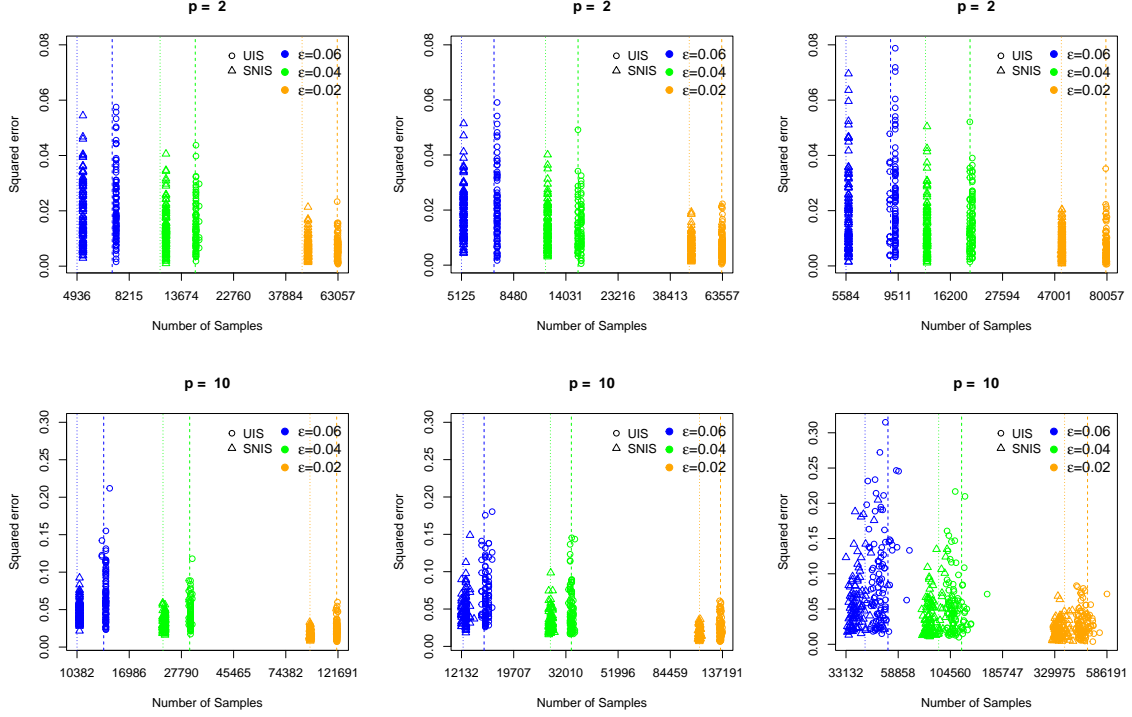 p = 2
Squared error
0.00 0.02 0.04 0.06 0.08
UIS
SNIS
ε=0.06
ε=0.04
ε=0.02
4936 8215 13674 22760 37884 63057
Number of Samples
p = 2
Squared error
0.00 0.02 0.04 0.06 0.08
UIS
SNIS
ε=0.06
ε=0.04
ε=0.02
5125 8480 14031 23216 38413 63557
Number of Samples
p = 2
Squared error
0.00 0.02 0.04 0.06 0.08
UIS
SNIS
ε=0.06
ε=0.04
ε=0.02
5584 9511 16200 27594 47001 80057
Number of Samples
p = 10
Squared error
0.00 0.05 0.10 0.15 0.20 0.30
UIS
SNIS
ε=0.06
ε=0.04
ε=0.02
10382 16986 27790 45465 74382 121691
Number of Samples
p = 10
Squared error
0.00 0.05 0.10 0.15 0.20 0.30
UIS
SNIS
ε=0.06
ε=0.04
ε=0.02
12132 19707 32010 51996 84459 137191
Number of Samples
p = 10
Squared error
0.00 0.05 0.10 0.15 0.20 0.25 0.30
UIS
SNIS
ε=0.06
ε=0.04
ε=0.02
33132 58858 104560 185747 329975 586191
Number of Samples